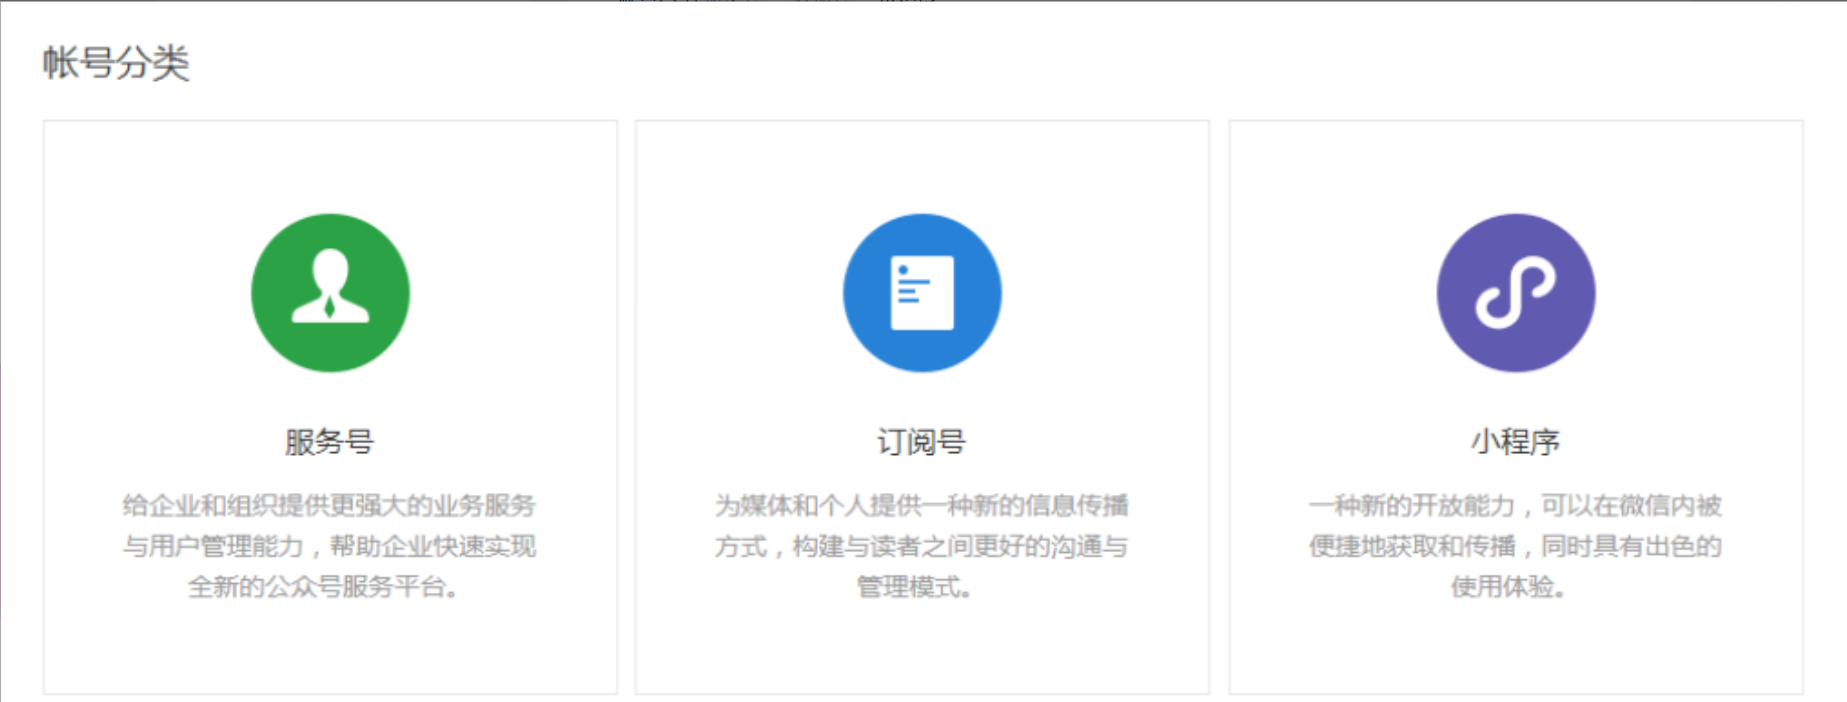 帐号分类
服务号
给企业和组织提供更强大的业务服务
与用户管理能力，帮助企业快速实现
全新的公众号服务平台。
订阅号
为媒体和个人提供一种新的信息传播
方式，构建与读者之间更好的沟通与
管理模式。
小程序
一种新的开放能力，可以在微信内被
便捷地获取和传播，同时具有出色的
使用体验。